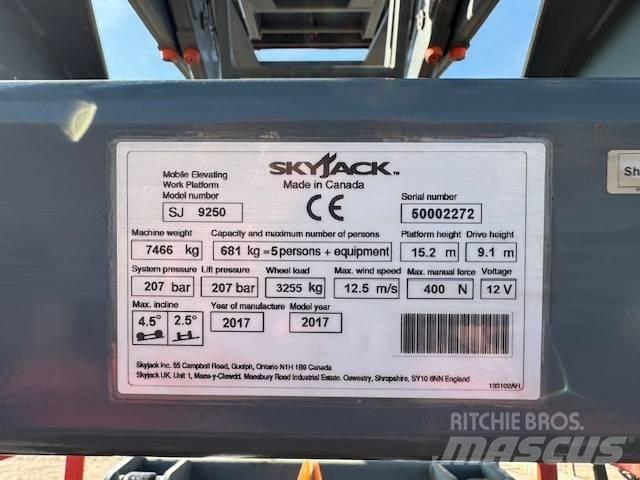 SKYJACK™
Made in Canada
Mobile Elevating
Work Platform
Model number
SJ 9250
CE
Serial number
50002272
Machine weight
7466 kg
Capacity and maximum number of persons
681 kg = 5 persons + equipment
Platform height
15.2 m
Drive height
9.1 m
System pressure
207 bar
Lift pressure
207 bar
Wheel load
3255 kg
Max. wind speed
12.5 m/s
Max. manual force
400 N
Voltage
12 V
Max. incline
4.5° 2.5°
Year of manufacture
2017
Model year
2017
Skyjack Inc. 55 Campbell Road, Guelph, Ontario N1H 1B9 Canada
Skyjack UK. Unit 1, Maes-y-Clawdd, Maesbury Road Industrial Estate. Oswestry, Shropshire, SY10 8NN England
133102AH
Sh
RITCHIE BROS.
MASCUS